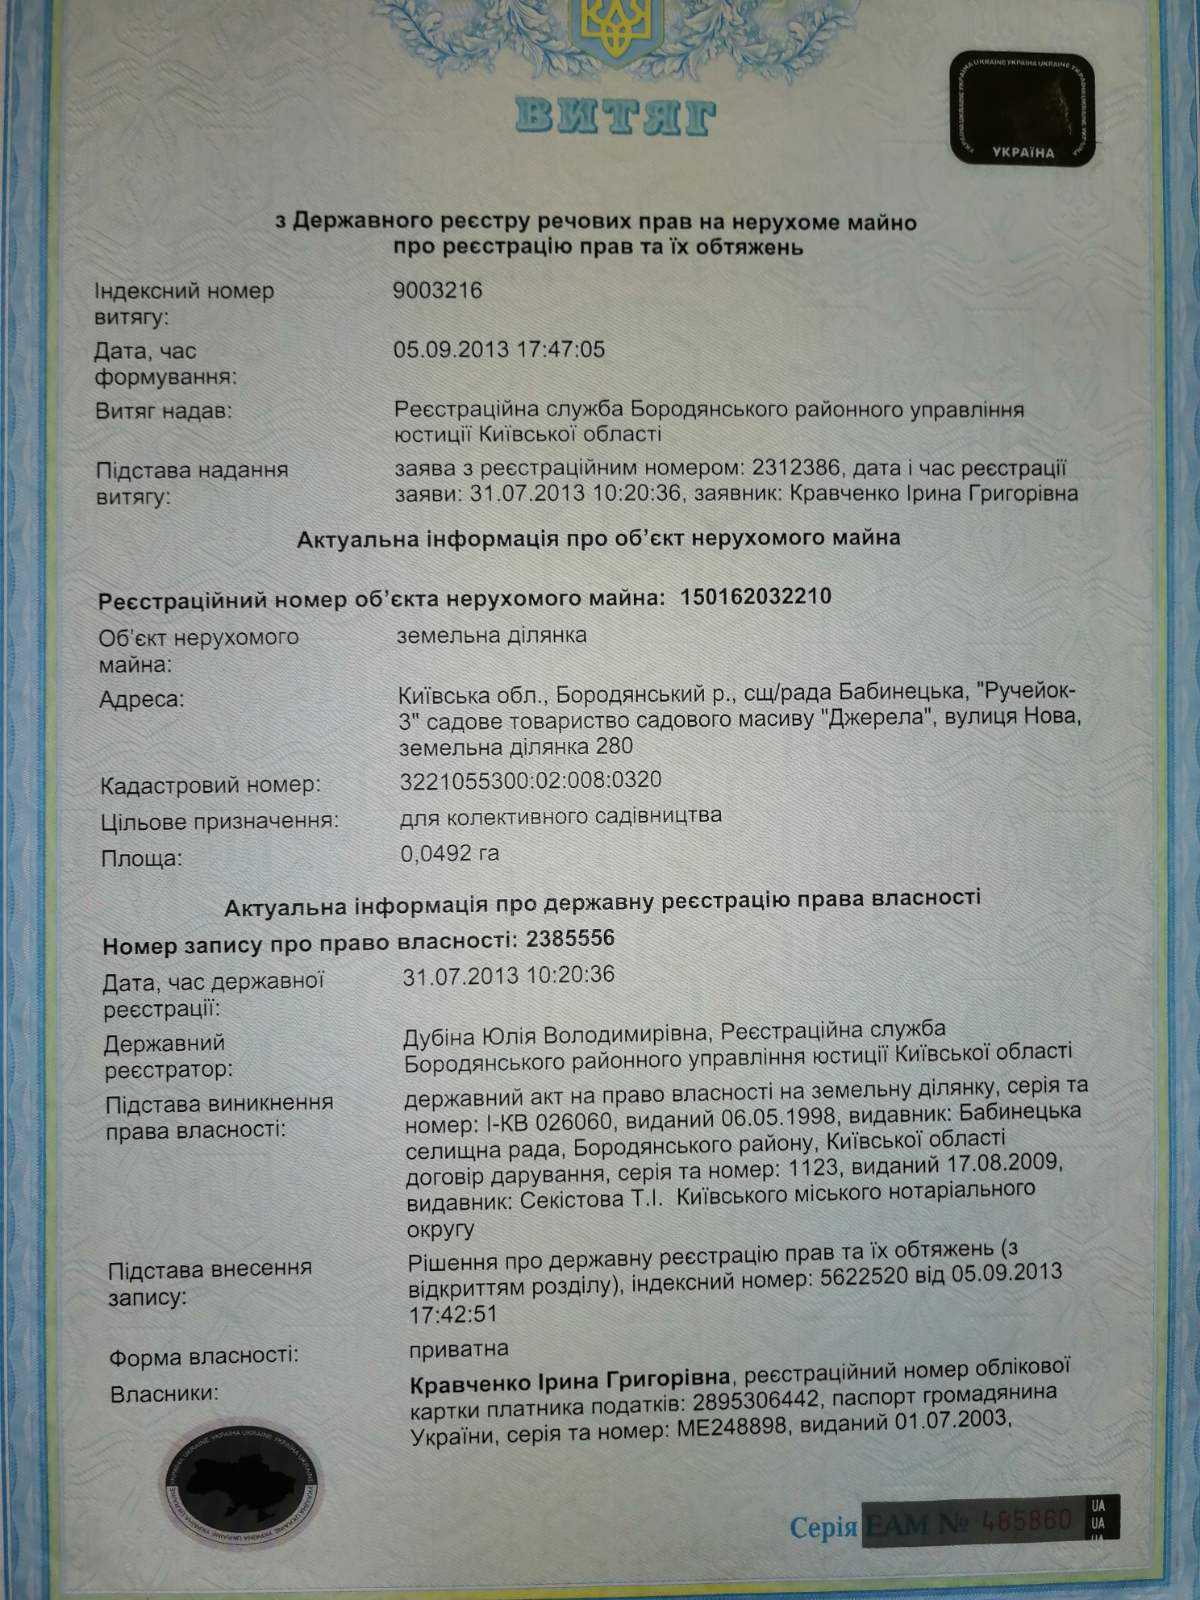 ВИТЯГ
УКРАЇНА
з Державного реєстру речових прав на нерухоме майно
про реєстрацію прав та їх обтяжень
Індексний номер витягу: 9003216
Дата, час формування: 05.09.2013 17:47:05
Витяг надав: Реєстраційна служба Бородянського районного управління
юстиції Київської області
Підстава надання витягу: заява з реєстраційним номером: 2312386, дата і час реєстрації
заяви: 31.07.2013 10:20:36, заявник: Кравченко Ірина Григорівна
Актуальна інформація про об’єкт нерухомого майна
Реєстраційний номер об’єкта нерухомого майна: 150162032210
Об’єкт нерухомого майна: земельна ділянка
Адреса: Київська обл., Бородянський р., сщ/рада Бабинецька, "Ручейок-
3" садове товариство садового масиву "Джерела", вулиця Нова,
земельна ділянка 280
Кадастровий номер: 3221055300:02:008:0320
Цільове призначення: для колективного садівництва
Площа: 0,0492 га
Актуальна інформація про державну реєстрацію права власності
Номер запису про право власності: 2385556
Дата, час державної реєстрації: 31.07.2013 10:20:36
Державний реєстратор: Дубіна Юлія Володимирівна, Реєстраційна служба
Бородянського районного управління юстиції Київської області
Підстава виникнення права власності: державний акт на право власності на земельну ділянку, серія та
номер: І-КВ 026060, виданий 06.05.1998, видавник: Бабинецька
селищна рада, Бородянського району, Київської області
договір дарування, серія та номер: 1123, виданий 17.08.2009,
видавник: Секістова Т.І. Київського міського нотаріального
округу
Підстава внесення запису: Рішення про державну реєстрацію прав та їх обтяжень (з
відкриттям розділу), індексний номер: 5622520 від 05.09.2013
17:42:51
Форма власності: приватна
Власники: Кравченко Ірина Григорівна, реєстраційний номер облікової
картки платника податків: 2895306442, паспорт громадянина
України, серія та номер: МЕ248898, виданий 01.07.2003,
Серія ЕАМ № 485860
UA
UA
UA